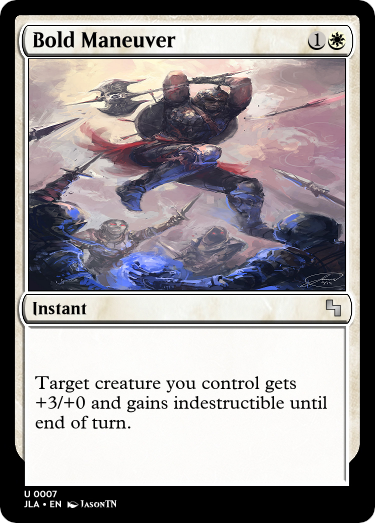 Bold Maneuver 1
Instant
Target creature you control gets
+3/+0 and gains indestructible until
end of turn.
U 0007
JLA • EN JASONTN